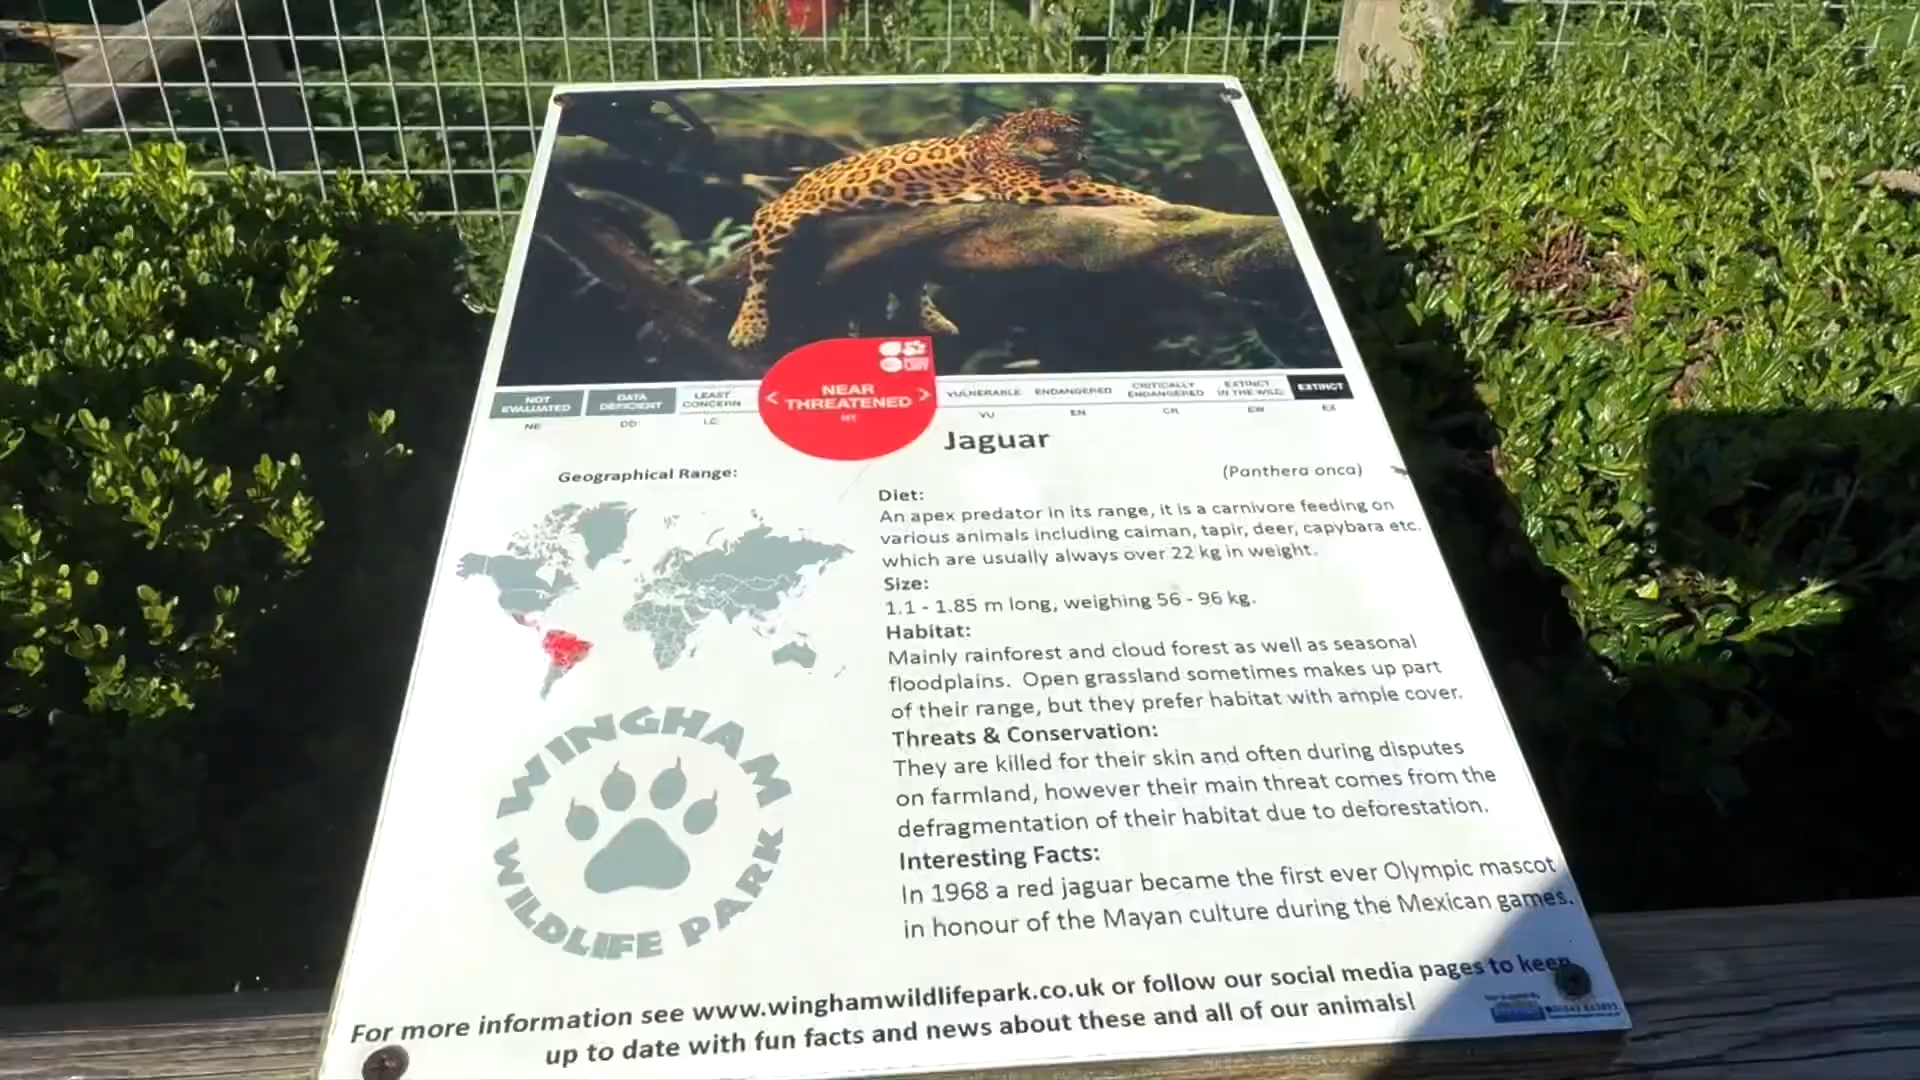 NOT EVALUATED
DATA DEFICIENT
LEAST CONCERN
< NEAR THREATENED >
VULNERABLE
ENDANGERED
CRITICALLY ENDANGERED
EXTINCT IN THE WILD
EXTINCT
NE
DD
LC
NT
VU
EN
CR
EW
EX
Jaguar
(Panthera onca)
Geographical Range:
Diet:
An apex predator in its range, it is a carnivore feeding on
various animals including caiman, tapir, deer, capybara etc.
which are usually always over 22 kg in weight.
Size:
1.1 - 1.85 m long, weighing 56 - 96 kg.
Habitat:
Mainly rainforest and cloud forest as well as seasonal
floodplains. Open grassland sometimes makes up part
of their range, but they prefer habitat with ample cover.
Threats & Conservation:
They are killed for their skin and often during disputes
on farmland, however their main threat comes from the
defragmentation of their habitat due to deforestation.
Interesting Facts:
In 1968 a red jaguar became the first ever Olympic mascot
in honour of the Mayan culture during the Mexican games.
WINGHAM
WILDLIFE PARK
For more information see www.winghamwildlifepark.co.uk or follow our social media pages to keep
up to date with fun facts and news about these and all of our animals!